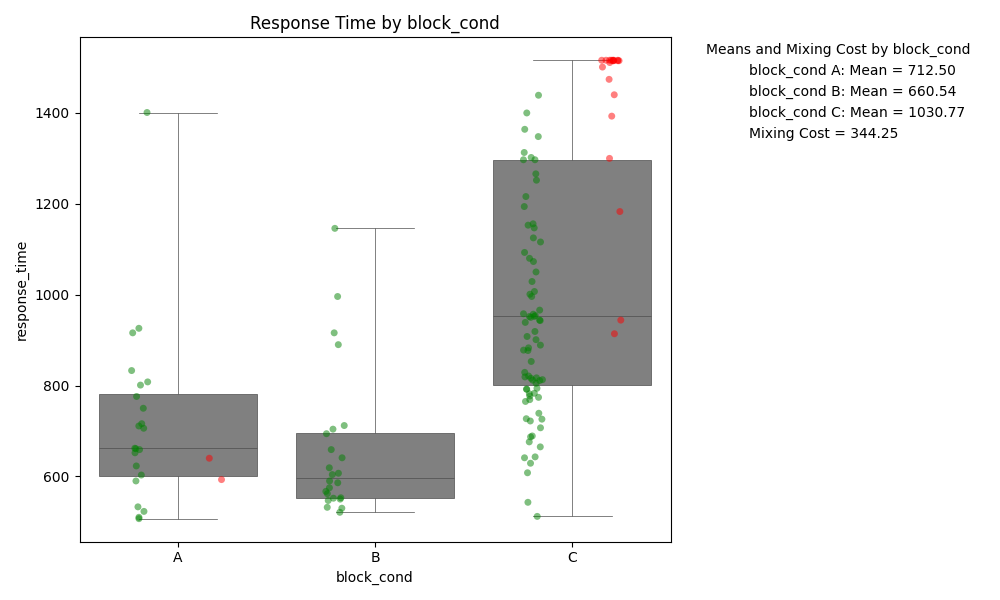 Response Time by block_cond
Means and Mixing Cost by block_cond
block_cond A: Mean = 712.50
block_cond B: Mean = 660.54
block_cond C: Mean = 1030.77
Mixing Cost = 344.25
response_time
1400
1200
1000
800
600
A
B
C
block_cond